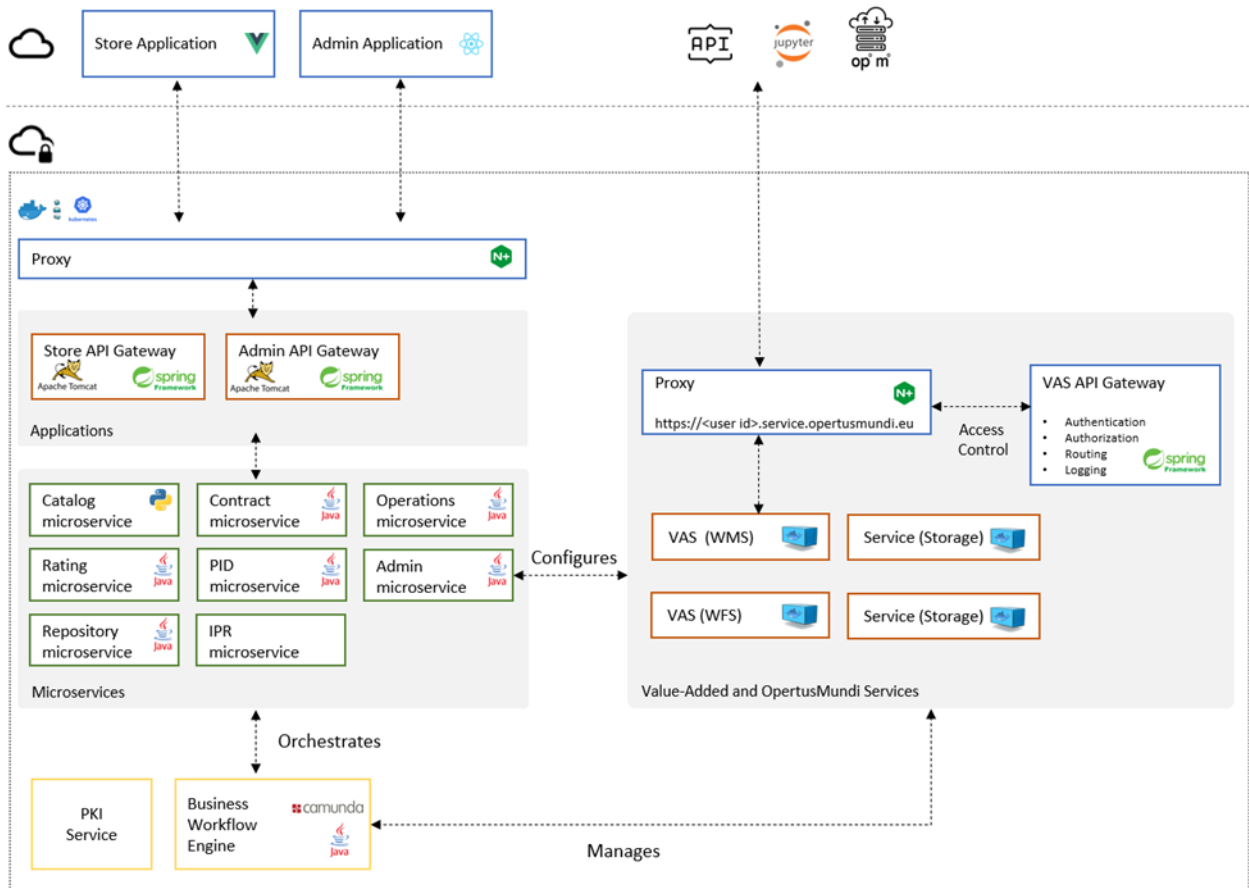 Store Application
Admin Application
API
jupyter
op m
kubernetes
Proxy
N+
Store API Gateway
Apache Tomcat
spring
Framework
Admin API Gateway
Apache Tomcat
spring
Framework
Applications
Catalog
microservice
Contract
microservice
Java
Operations
microservice
Java
Rating
microservice
Java
PID
microservice
Java
Admin
microservice
Java
Repository
microservice
Java
IPR
microservice
Microservices
Configures
Proxy
N+
https://<user id>.service.opertusmundi.eu
Access
Control
VAS API Gateway
• Authentication
• Authorization
• Routing
• Logging
spring
Framework
VAS (WMS)
Service (Storage)
VAS (WFS)
Service (Storage)
Value-Added and OpertusMundi Services
Orchestrates
PKI
Service
Business
Workflow
Engine
camunda
Java
Manages